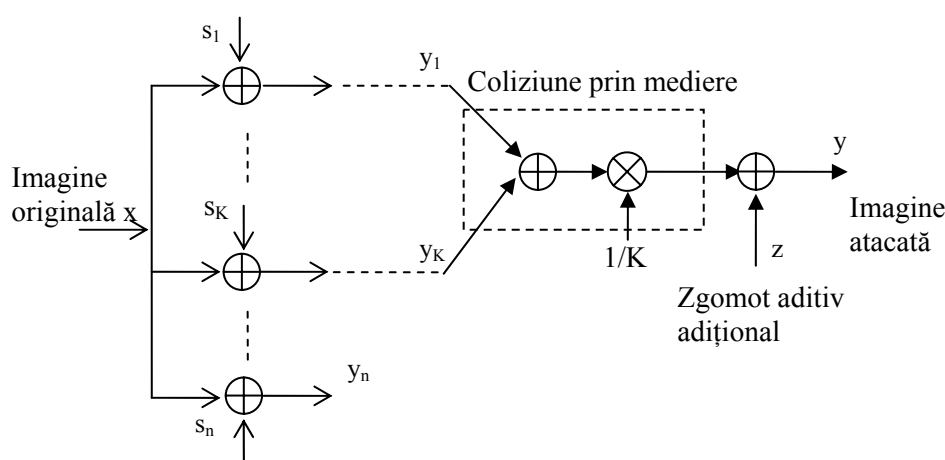 s1
y1
Coliziune prin mediere
y
Imagine
originală x
sK
yK
1/K
z
Imagine
atacată
Zgomot aditiv
adițional
yn
sn